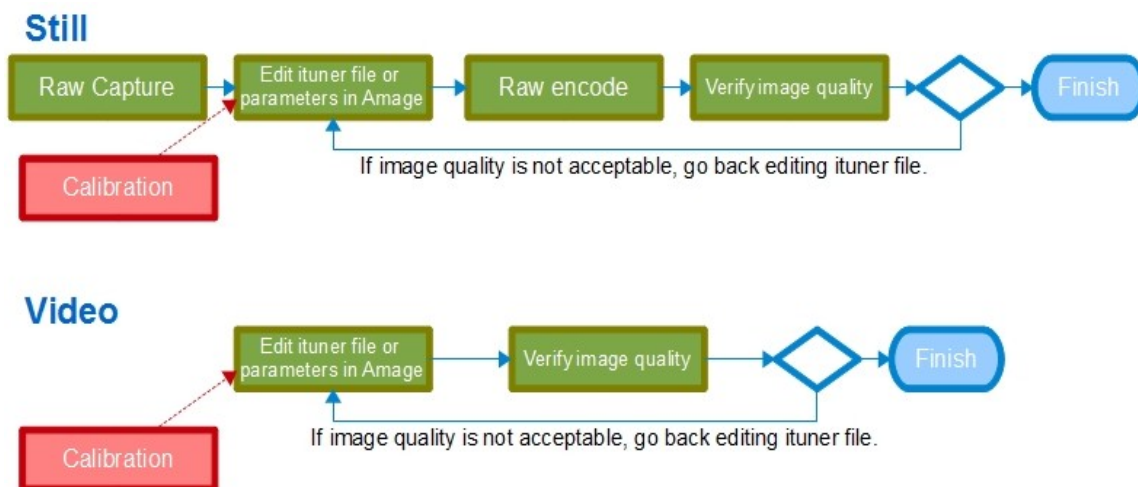 Still
Raw Capture
Edit ituner file or
parameters in Amage
Raw encode
Verify image quality
Finish
Calibration
If image quality is not acceptable, go back editing ituner file.
Video
Edit ituner file or
parameters in Amage
Verify image quality
Finish
Calibration
If image quality is not acceptable, go back editing ituner file.